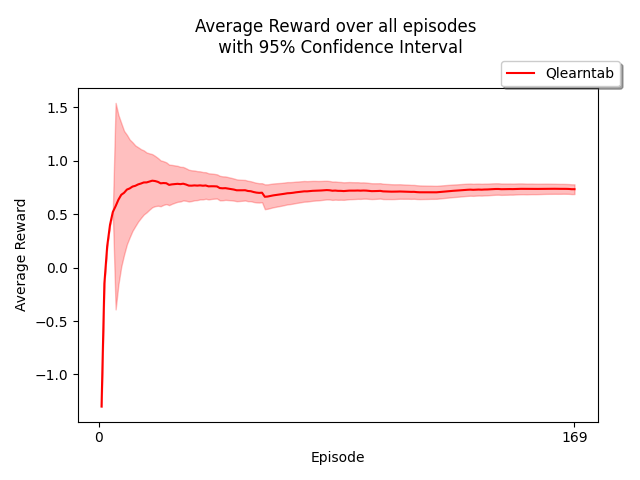 Average Reward over all episodes
with 95% Confidence Interval
Qlearntab
1.5
1.0
0.5
0.0
−0.5
−1.0
Average Reward
0
169
Episode